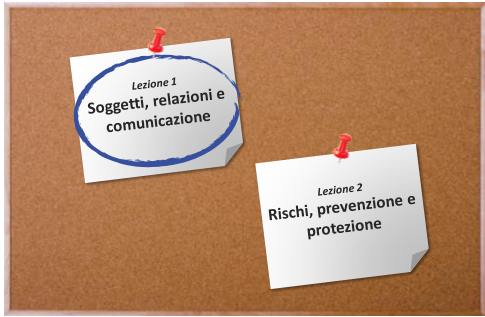 Lezione 1
Soggetti, relazioni e
comunicazione
Lezione 2
Rischi, prevenzione e
protezione